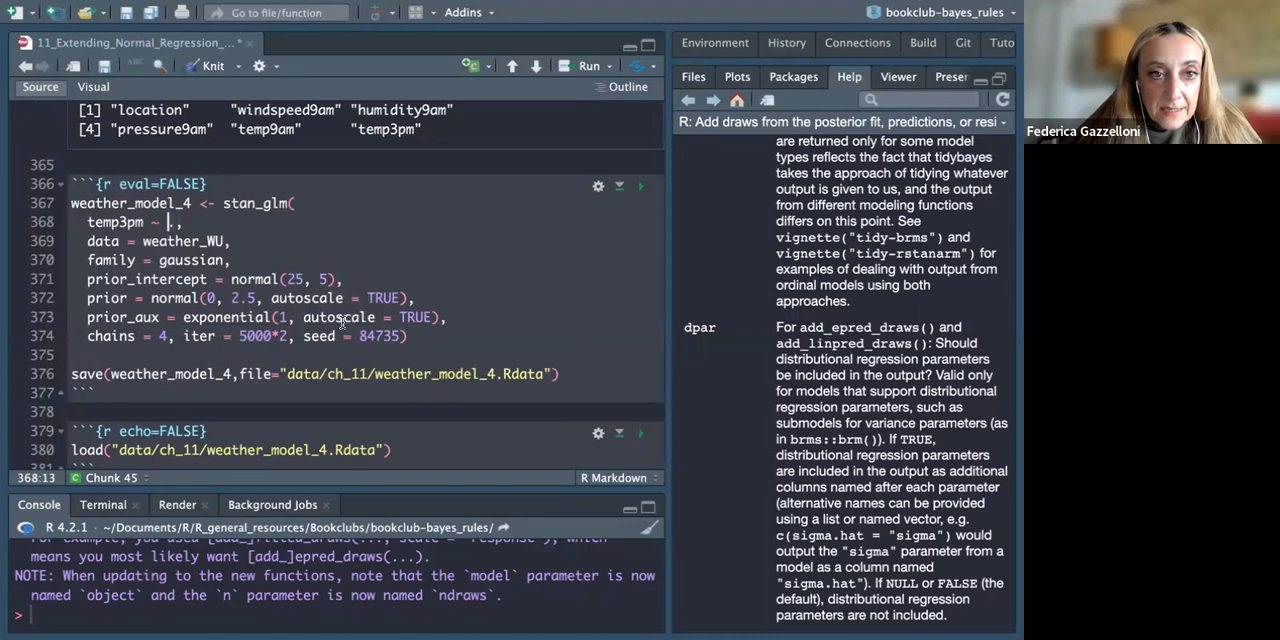 Go to file/function
Addins
bookclub-bayes_rules
11_Extending_Normal_Regression_...*
ABC
Knit
Run
Source
Visual
Outline
[1] "location" "windspeed9am" "humidity9am"
[4] "pressure9am" "temp9am" "temp3pm"
365
366 ```{r eval=FALSE}
367 weather_model_4 <- stan_glm(
368 temp3pm ~ .,
369 data = weather_WU,
370 family = gaussian,
371 prior_intercept = normal(25, 5),
372 prior = normal(0, 2.5, autoscale = TRUE),
373 prior_aux = exponential(1, autoscale = TRUE),
374 chains = 4, iter = 5000*2, seed = 84735)
375
376 save(weather_model_4,file="data/ch_11/weather_model_4.Rdata")
377 ```
378
379 ```{r echo=FALSE}
380 load("data/ch_11/weather_model_4.Rdata")
381 ```
368:13 Chunk 45 R Markdown
Console Terminal Render Background Jobs
R 4.2.1 · ~/Documents/R/R_general_resources/Bookclubs/bookclub-bayes_rules/
means you most likely want [add_]epred_draws(...).
NOTE: When updating to the new functions, note that the `model` parameter is now
named `object` and the `n` parameter is now named `ndraws`.
>
Environment History Connections Build Git Tuto
Files Plots Packages Help Viewer Preser
R: Add draws from the posterior fit, predictions, or resi
are returned only for some model
types reflects the fact that tidybayes
takes the approach of tidying whatever
output is given to us, and the output
from different modeling functions
differs on this point. See
vignette("tidy-brms") and
vignette("tidy-rstanarm") for
examples of dealing with output from
ordinal models using both
approaches.
dpar
For add_epred_draws() and
add_linpred_draws(): Should
distributional regression parameters
be included in the output? Valid only
for models that support distributional
regression parameters, such as
submodels for variance parameters (as
in brms::brm()). If TRUE,
distributional regression parameters
are included in the output as additional
columns named after each parameter
(alternative names can be provided
using a list or named vector, e.g.
c(sigma.hat = "sigma") would
output the "sigma" parameter from a
model as a column named
"sigma.hat"). If NULL or FALSE (the
default), distributional regression
parameters are not included.
Federica Gazzelloni